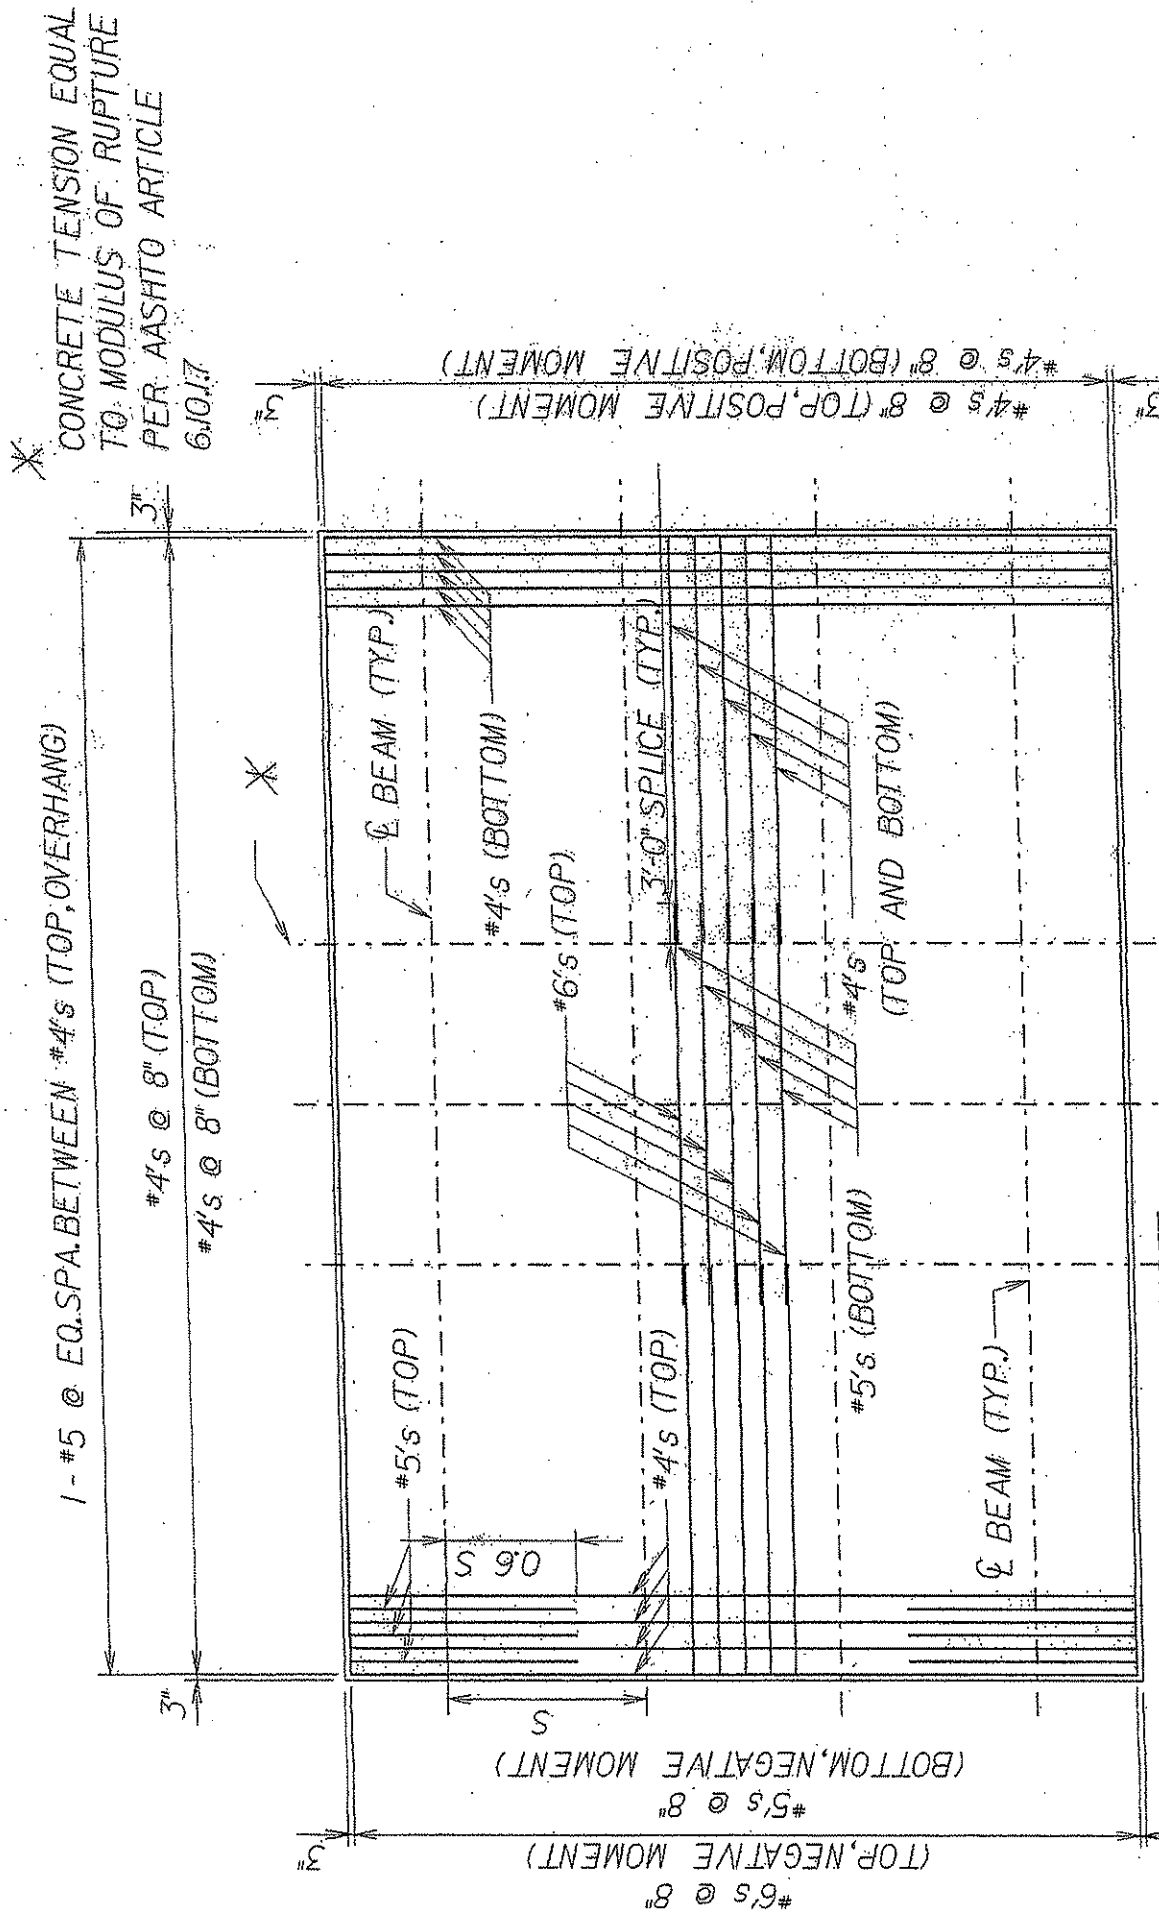 *
CONCRETE TENSION EQUAL
TO MODULUS OF RUPTURE
PER AASHTO ARTICLE
6.10.1.7
1-#5 @ EQ.SPA.BETWEEN #4's (TOP,OVERHANG)
3"
#4's @ 8" (TOP)
3"
#4's @ 8" (BOTTOM)
*
3"
#6's @ 8"
(TOP,NEGATIVE MOMENT)
#5's @ 8"
(BOTTOM,NEGATIVE MOMENT)
S
#5's (TOP)
0.6 S
#4's (TOP)
℄ BEAM (TYP.)
#4's (BOTTOM)
#6's (TOP)
3'-0" SPLICE (TYP.)
#5's (BOTTOM)
#4's
(TOP AND BOTTOM)
℄ BEAM (TYP.)
3"
#4's @ 8" (TOP,POSITIVE MOMENT)
#4's @ 8" (BOTTOM,POSITIVE MOMENT)
3"